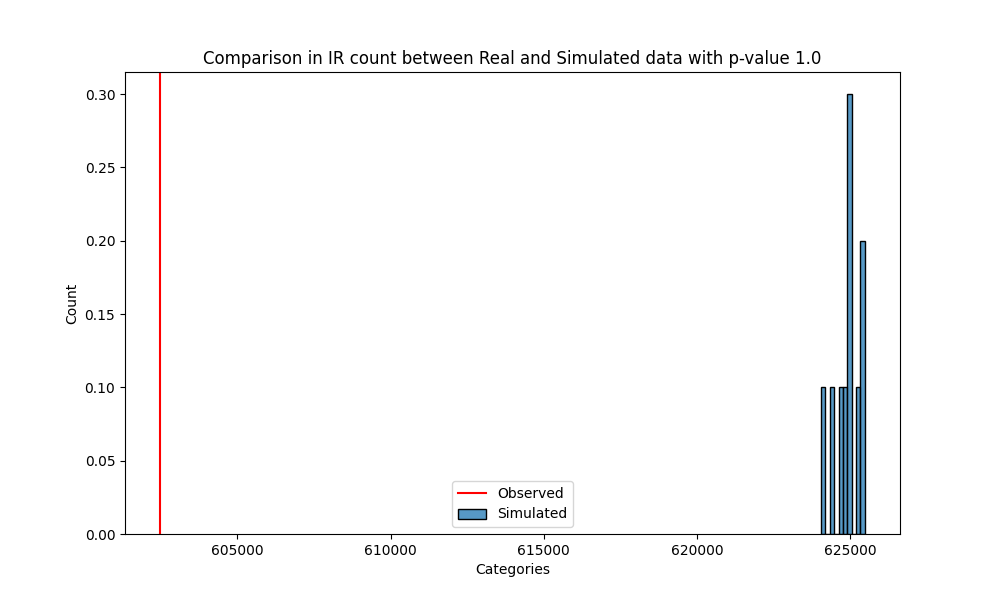 Comparison in IR count between Real and Simulated data with p-value 1.0
0.30
0.25
0.20
0.15
0.10
0.05
0.00
Count
Observed
Simulated
605000 610000 615000 620000 625000
Categories